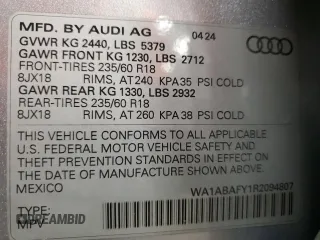 MFD. BY AUDI AG 04 24
GVWR KG 2440, LBS 5379
GAWR FRONT KG 1230, LBS 2712
FRONT-TIRES 235/60 R18
8JX18 RIMS, AT 240 KPA 35 PSI COLD
GAWR REAR KG 1330, LBS 2932
REAR-TIRES 235/60 R18
8JX18 RIMS, AT 260 KPA 38 PSI COLD
THIS VEHICLE CONFORMS TO ALL APPLICABLE
U.S. FEDERAL MOTOR VEHICLE SAFETY AND
THEFT PREVENTION STANDARDS IN EFFECT ON
THE DATE OF MANUFACTURE SHOWN ABOVE.
MEXICO WA1ABAFY1R2094807
TYPE:
MPV
DREAMBID